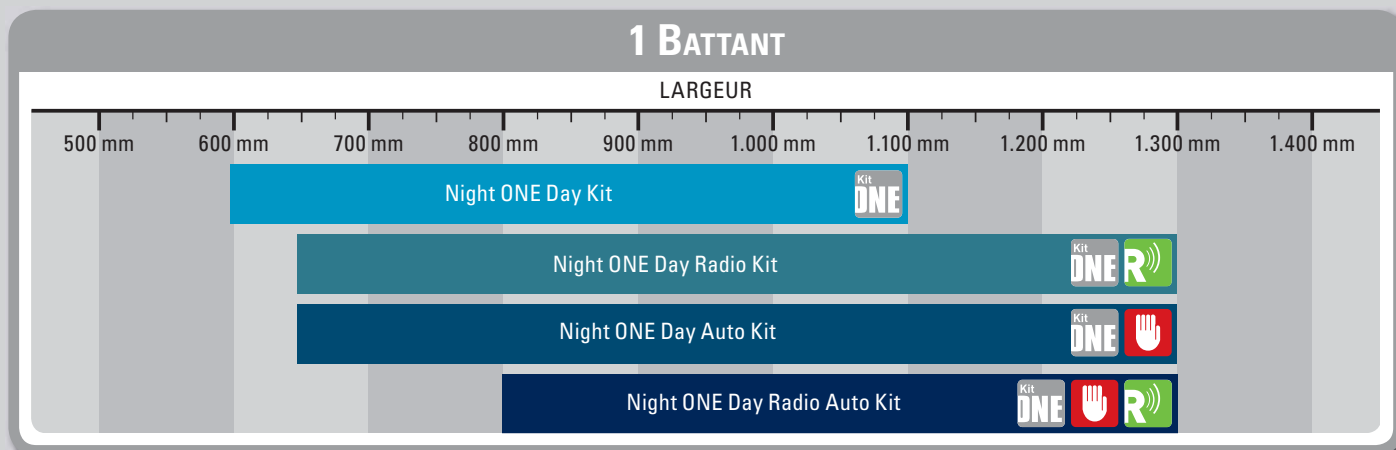 1 BATTANT
LARGEUR
500 mm 600 mm 700 mm 800 mm 900 mm 1.000 mm 1.100 mm 1.200 mm 1.300 mm 1.400 mm
Night ONE Day Kit Kit ONE
Night ONE Day Radio Kit Kit ONE R
Night ONE Day Auto Kit Kit ONE
Night ONE Day Radio Auto Kit Kit ONE R